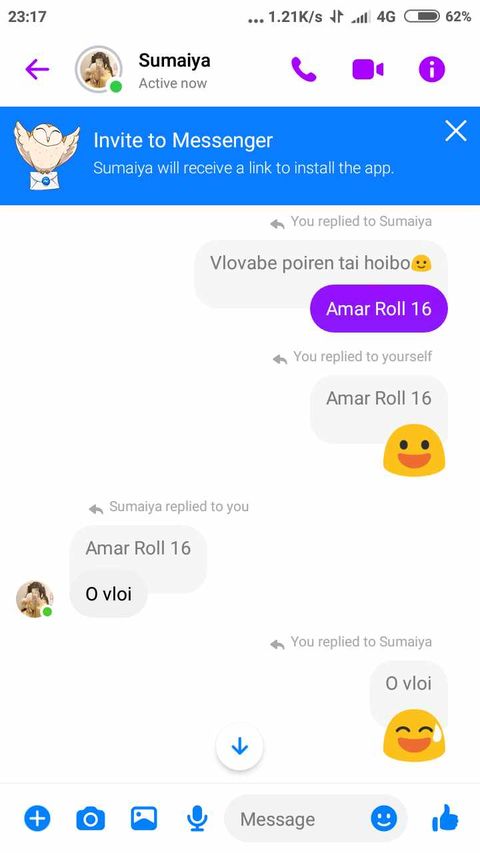 23:17
... 1.21K/s 4G 62%
Sumaiya
Active now
Invite to Messenger
Sumaiya will receive a link to install the app.
You replied to Sumaiya
Vlovabe poiren tai hoibo🙂
Amar Roll 16
You replied to yourself
Amar Roll 16
😃
Sumaiya replied to you
Amar Roll 16
O vloi
You replied to Sumaiya
O vloi
😅
Message